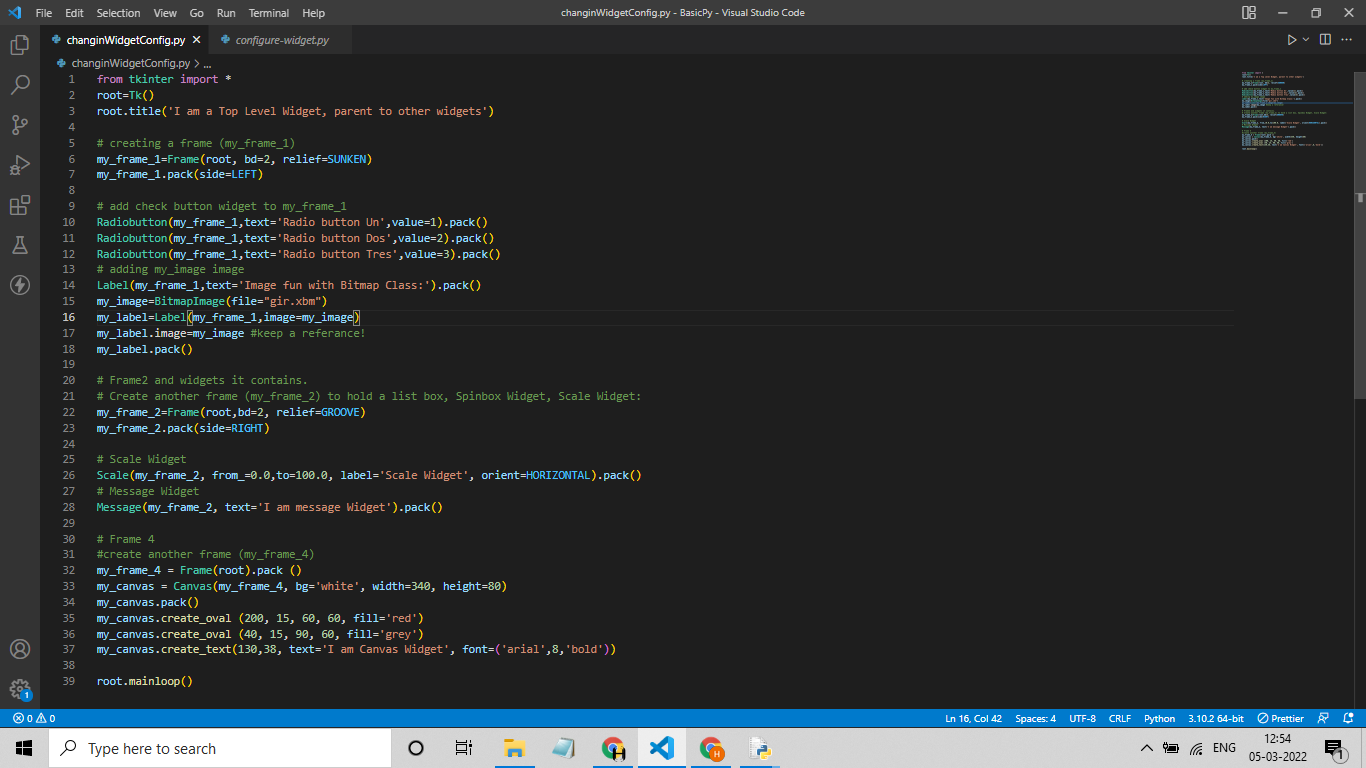 File Edit Selection View Go Run Terminal Help
changinWidgetConfig.py - BasicPy - Visual Studio Code
changinWidgetConfig.py
configure-widget.py
changinWidgetConfig.py > ...
1 from tkinter import *
2 root=Tk()
3 root.title('I am a Top Level Widget, parent to other widgets')
4
5 # creating a frame (my_frame_1)
6 my_frame_1=Frame(root, bd=2, relief=SUNKEN)
7 my_frame_1.pack(side=LEFT)
8
9 # add check button widget to my_frame_1
10 Radiobutton(my_frame_1,text='Radio button Un',value=1).pack()
11 Radiobutton(my_frame_1,text='Radio button Dos',value=2).pack()
12 Radiobutton(my_frame_1,text='Radio button Tres',value=3).pack()
13 # adding my_image image
14 Label(my_frame_1,text='Image fun with Bitmap Class:').pack()
15 my_image=BitmapImage(file="gir.xbm")
16 my_label=Label(my_frame_1,image=my_image)
17 my_label.image=my_image #keep a referance!
18 my_label.pack()
19
20 # Frame2 and widgets it contains.
21 # Create another frame (my_frame_2) to hold a list box, Spinbox Widget, Scale Widget:
22 my_frame_2=Frame(root,bd=2, relief=GROOVE)
23 my_frame_2.pack(side=RIGHT)
24
25 # Scale Widget
26 Scale(my_frame_2, from_=0.0,to=100.0, label='Scale Widget', orient=HORIZONTAL).pack()
27 # Message Widget
28 Message(my_frame_2, text='I am message Widget').pack()
29
30 # Frame 4
31 #create another frame (my_frame_4)
32 my_frame_4 = Frame(root).pack ()
33 my_canvas = Canvas(my_frame_4, bg='white', width=340, height=80)
34 my_canvas.pack()
35 my_canvas.create_oval (200, 15, 60, 60, fill='red')
36 my_canvas.create_oval (40, 15, 90, 60, fill='grey')
37 my_canvas.create_text(130,38, text='I am Canvas Widget', font=('arial',8,'bold'))
38
39 root.mainloop()
1
0 0
Ln 16, Col 42 Spaces: 4 UTF-8 CRLF Python 3.10.2 64-bit Prettier
Type here to search
H
H
ENG
12:54
05-03-2022
1